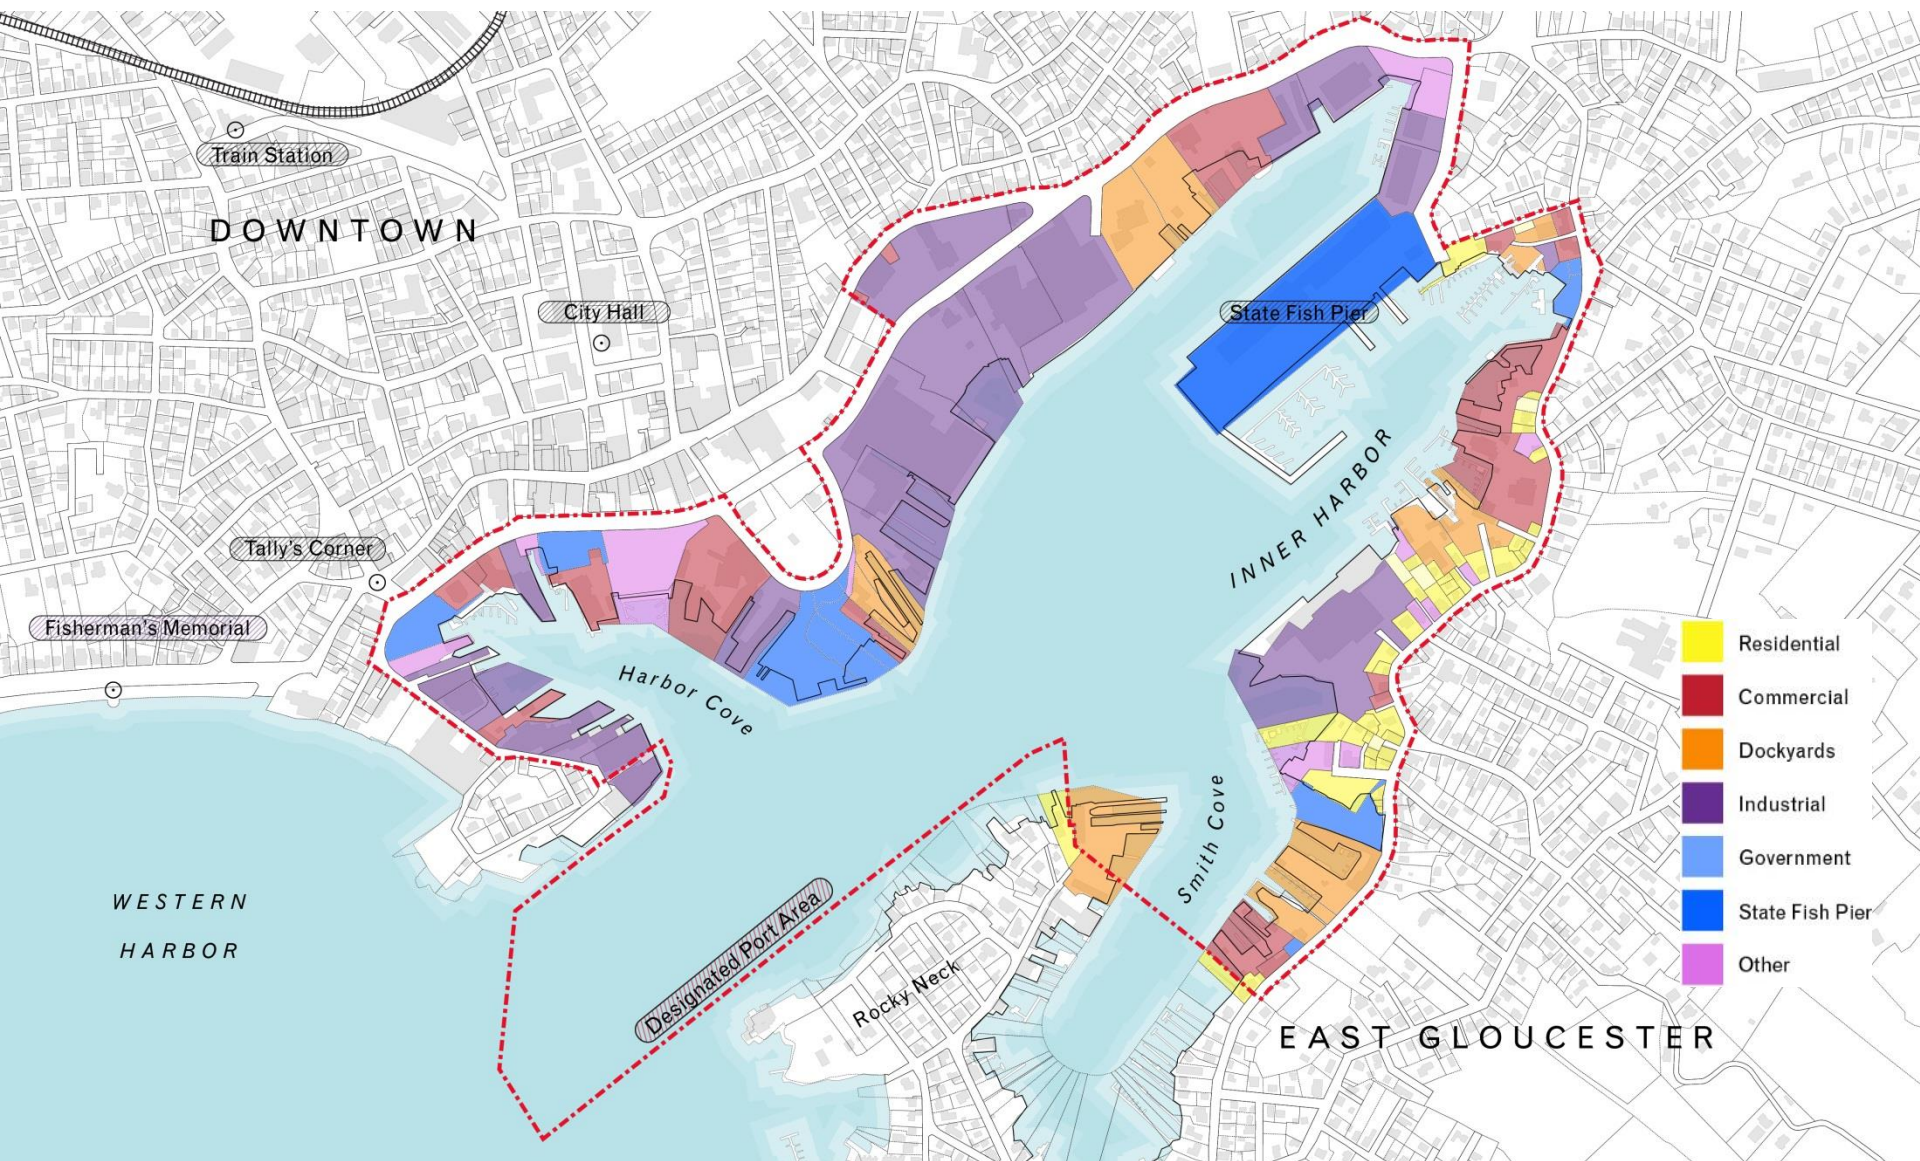 Train Station
DOWNTOWN
City Hall
State Fish Pier
INNER HARBOR
Tally's Corner
Fisherman's Memorial
Harbor Cove
Smith Cove
WESTERN
HARBOR
Designated Port Area
Rocky Neck
EAST GLOUCESTER
Residential
Commercial
Dockyards
Industrial
Government
State Fish Pier
Other